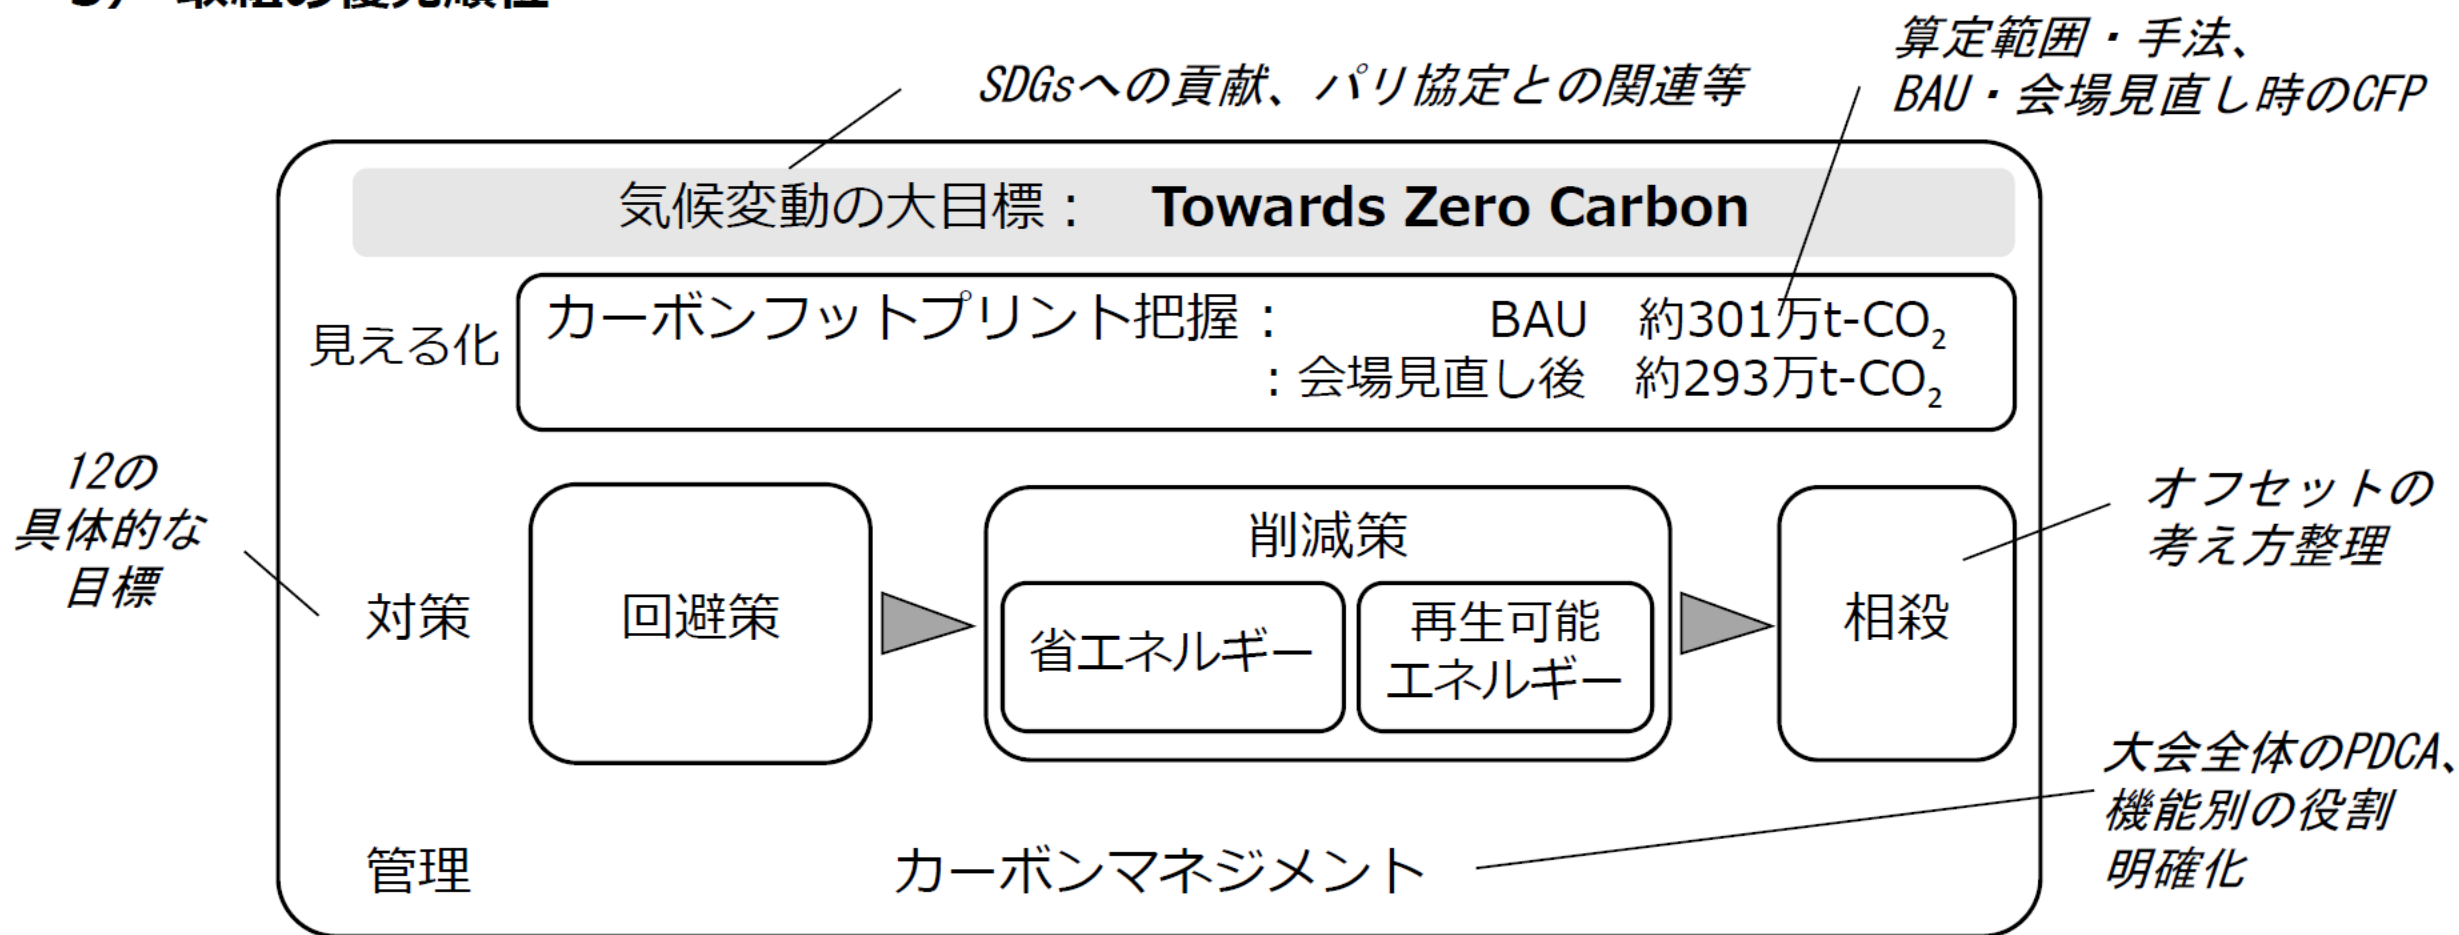 算定範囲・手法、
SDGsへの貢献、パリ協定との関連等
BAU・会場見直し時のCFP
気候変動の大目標： Towards Zero Carbon
見える化
カーボンフットプリント把握： BAU 約301万t-CO₂
：会場見直し後 約293万t-CO₂
12の
具体的な
目標
対策
回避策
削減策
省エネルギー
再生可能
エネルギー
相殺
オフセットの
考え方整理
管理
カーボンマネジメント
大会全体のPDCA、
機能別の役割
明確化